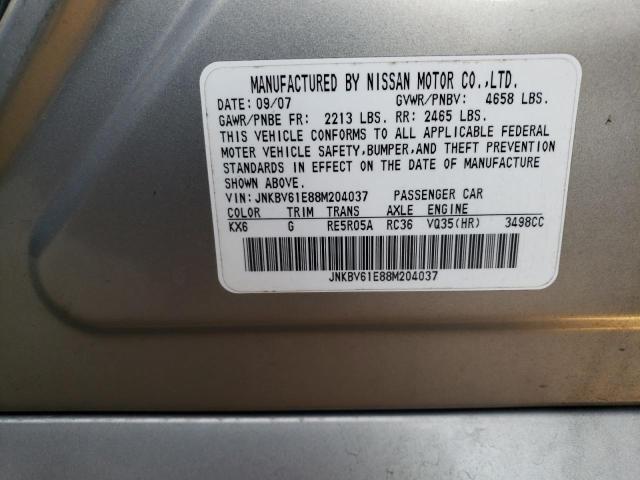 MANUFACTURED BY NISSAN MOTOR CO.,LTD.
DATE: 09/07 GVWR/PNBV: 4658 LBS.
GAWR/PNBE FR: 2213 LBS. RR: 2465 LBS.
THIS VEHICLE CONFORMS TO ALL APPLICABLE FEDERAL
MOTOR VEHICLE SAFETY,BUMPER,AND THEFT PREVENTION
STANDARDS IN EFFECT ON THE DATE OF MANUFACTURE
SHOWN ABOVE.
VIN: JNKBV61E88M204037 PASSENGER CAR
COLOR TRIM TRANS AXLE ENGINE
KX6 G RE5R05A RC36 VQ35(HR) 3498CC
JNKBV61E88M204037